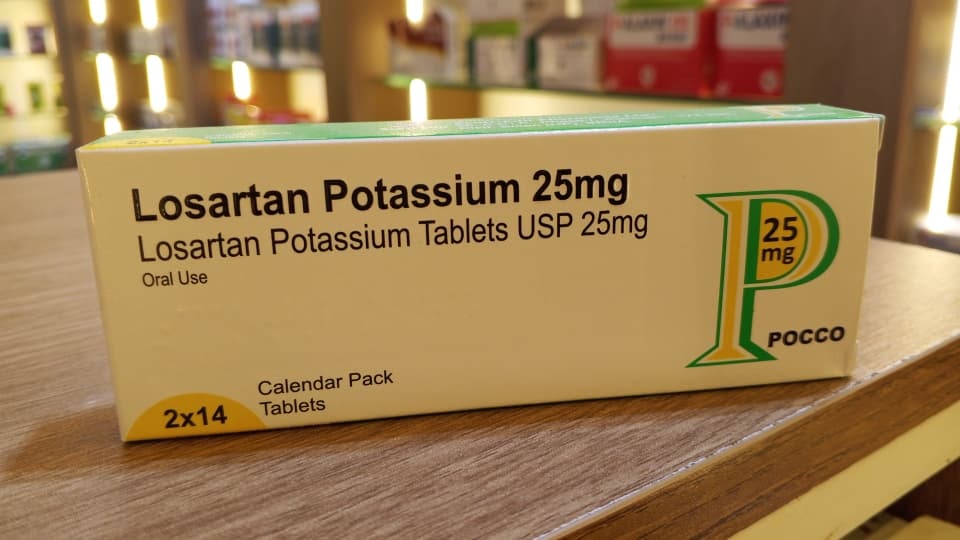 Losartan Potassium 25mg
Losartan Potassium Tablets USP 25mg
Oral Use
25
mg
POCCO
Calendar Pack
Tablets
2x14